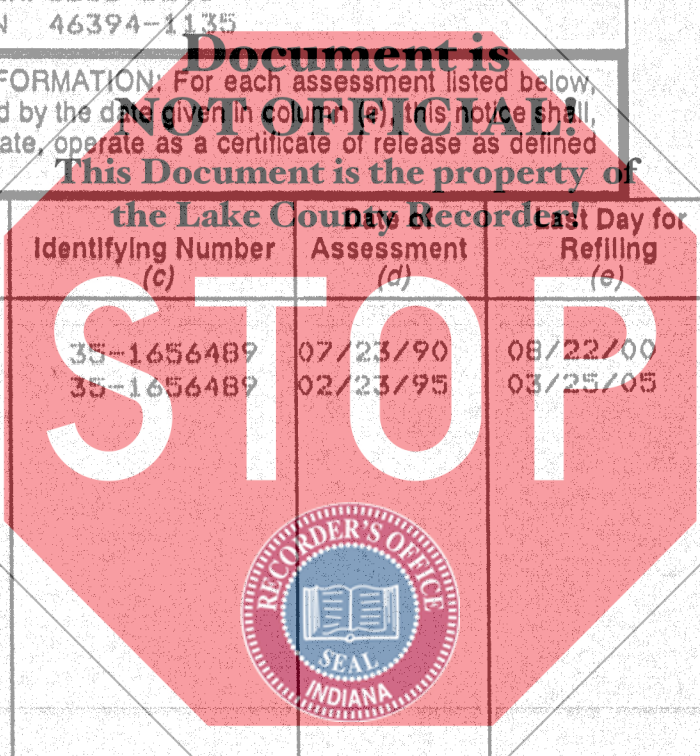 N 46394-1135
Document is
FORMATION: For each assessment listed below,
NOT OFFICIAL!
d by the date given in column (e), this notice shall,
ate, operate as a certificate of release as defined
This Document is the property of
the Lake County Recorder!
Identifying Number
(c)
Date of
Assessment
(d)
Last Day for
Refiling
(e)
35-1656489 07/23/90 08/22/00
35-1656489 02/23/95 03/25/05
STOP
RECORDER'S OFFICE
SEAL
INDIANA